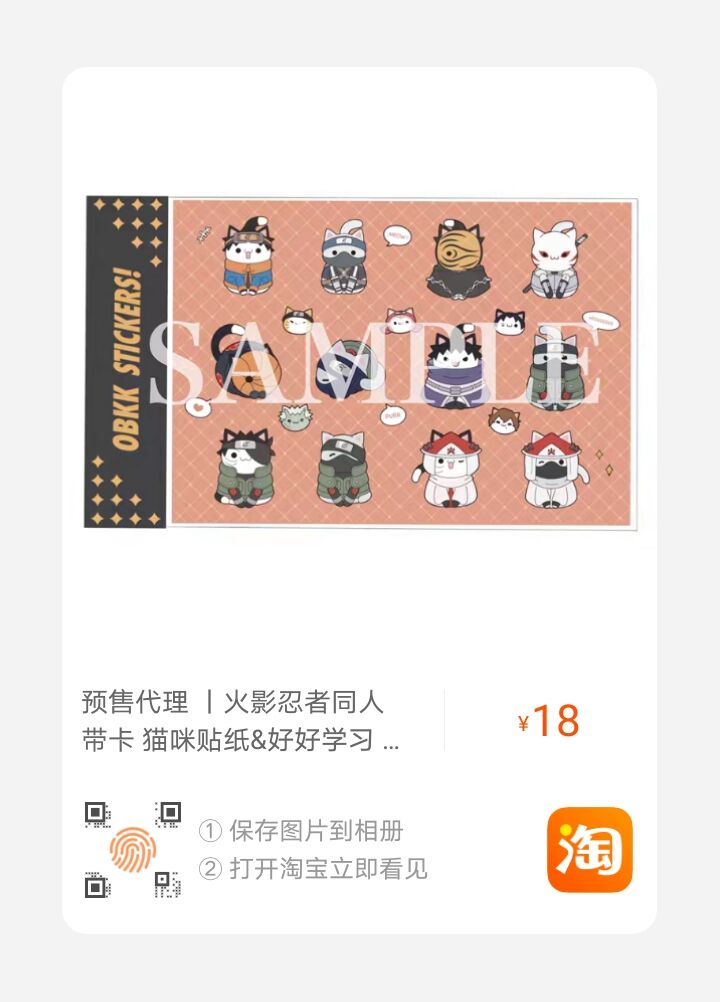 OBKK STICKERS!
MEOW!
SAMPLE
PURR
预售代理 丨火影忍者同人
带卡 猫咪贴纸&好好学习 ...
¥18
① 保存图片到相册
② 打开淘宝立即看见
淘